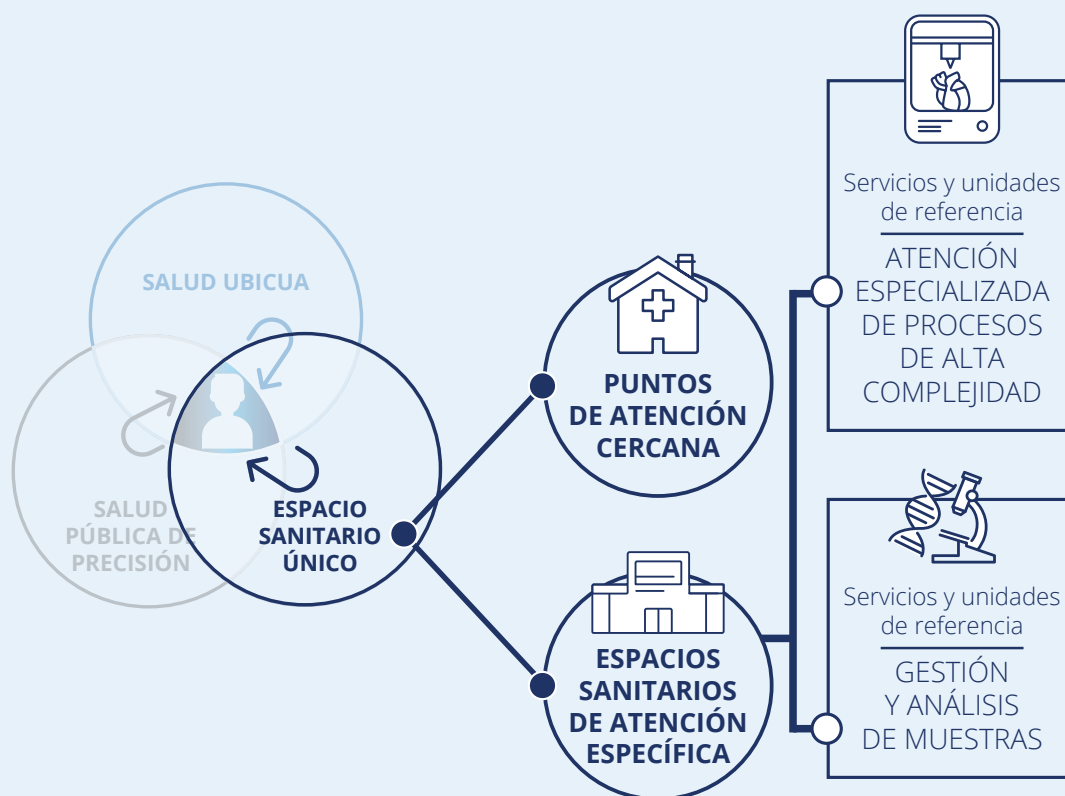 SALUD UBICUA
SALUD
PÚBLICA DE
PRECISIÓN
ESPACIO
SANITARIO
ÚNICO
PUNTOS
DE ATENCIÓN
CERCANA
ESPACIOS
SANITARIOS
DE ATENCIÓN
ESPECÍFICA
Servicios y unidades
de referencia
ATENCIÓN
ESPECIALIZADA
DE PROCESOS
DE ALTA
COMPLEJIDAD
Servicios y unidades
de referencia
GESTIÓN
Y ANÁLISIS
DE MUESTRAS